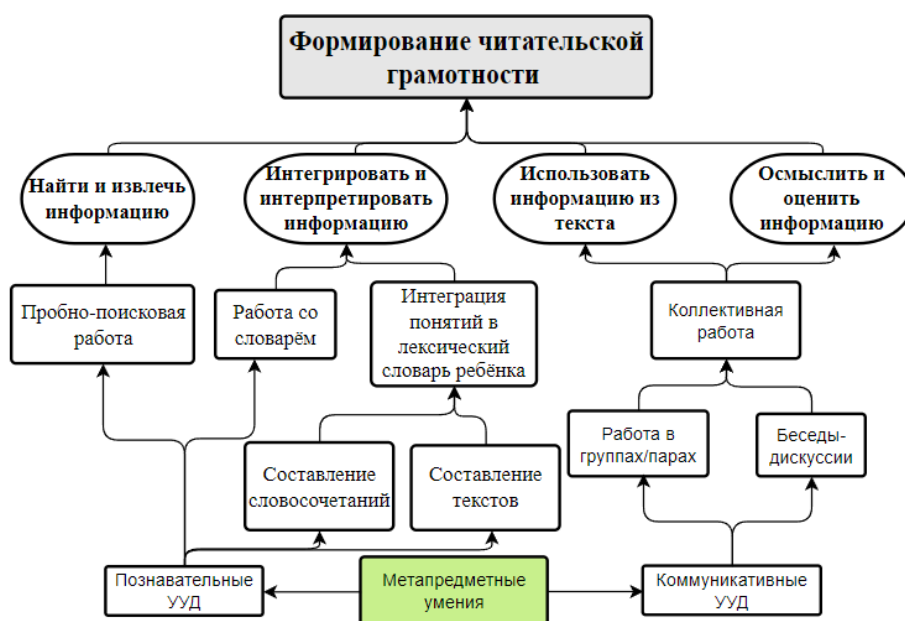 Формирование читательской
грамотности
Найти и извлечь
информацию
Интегрировать и
интерпретировать
информацию
Использовать
информацию из
текста
Осмыслить и
оценить
информацию
Пробно-поисковая
работа
Работа со
словарём
Интеграция
понятий в
лексический
словарь ребёнка
Коллективная
работа
Составление
словосочетаний
Составление
текстов
Работа в
группах/парах
Беседы-
дискуссии
Познавательные
УУД
Метапредметные
умения
Коммуникативные
УУД